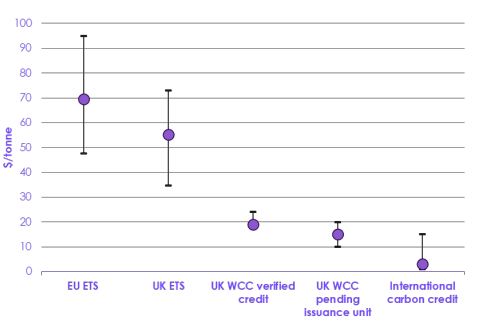 100
90
80
70
60
50
40
30
20
10
0
$/tonne
EU ETS
UK ETS
UK WCC verified
credit
UK WCC
pending
issuance unit
International
carbon credit